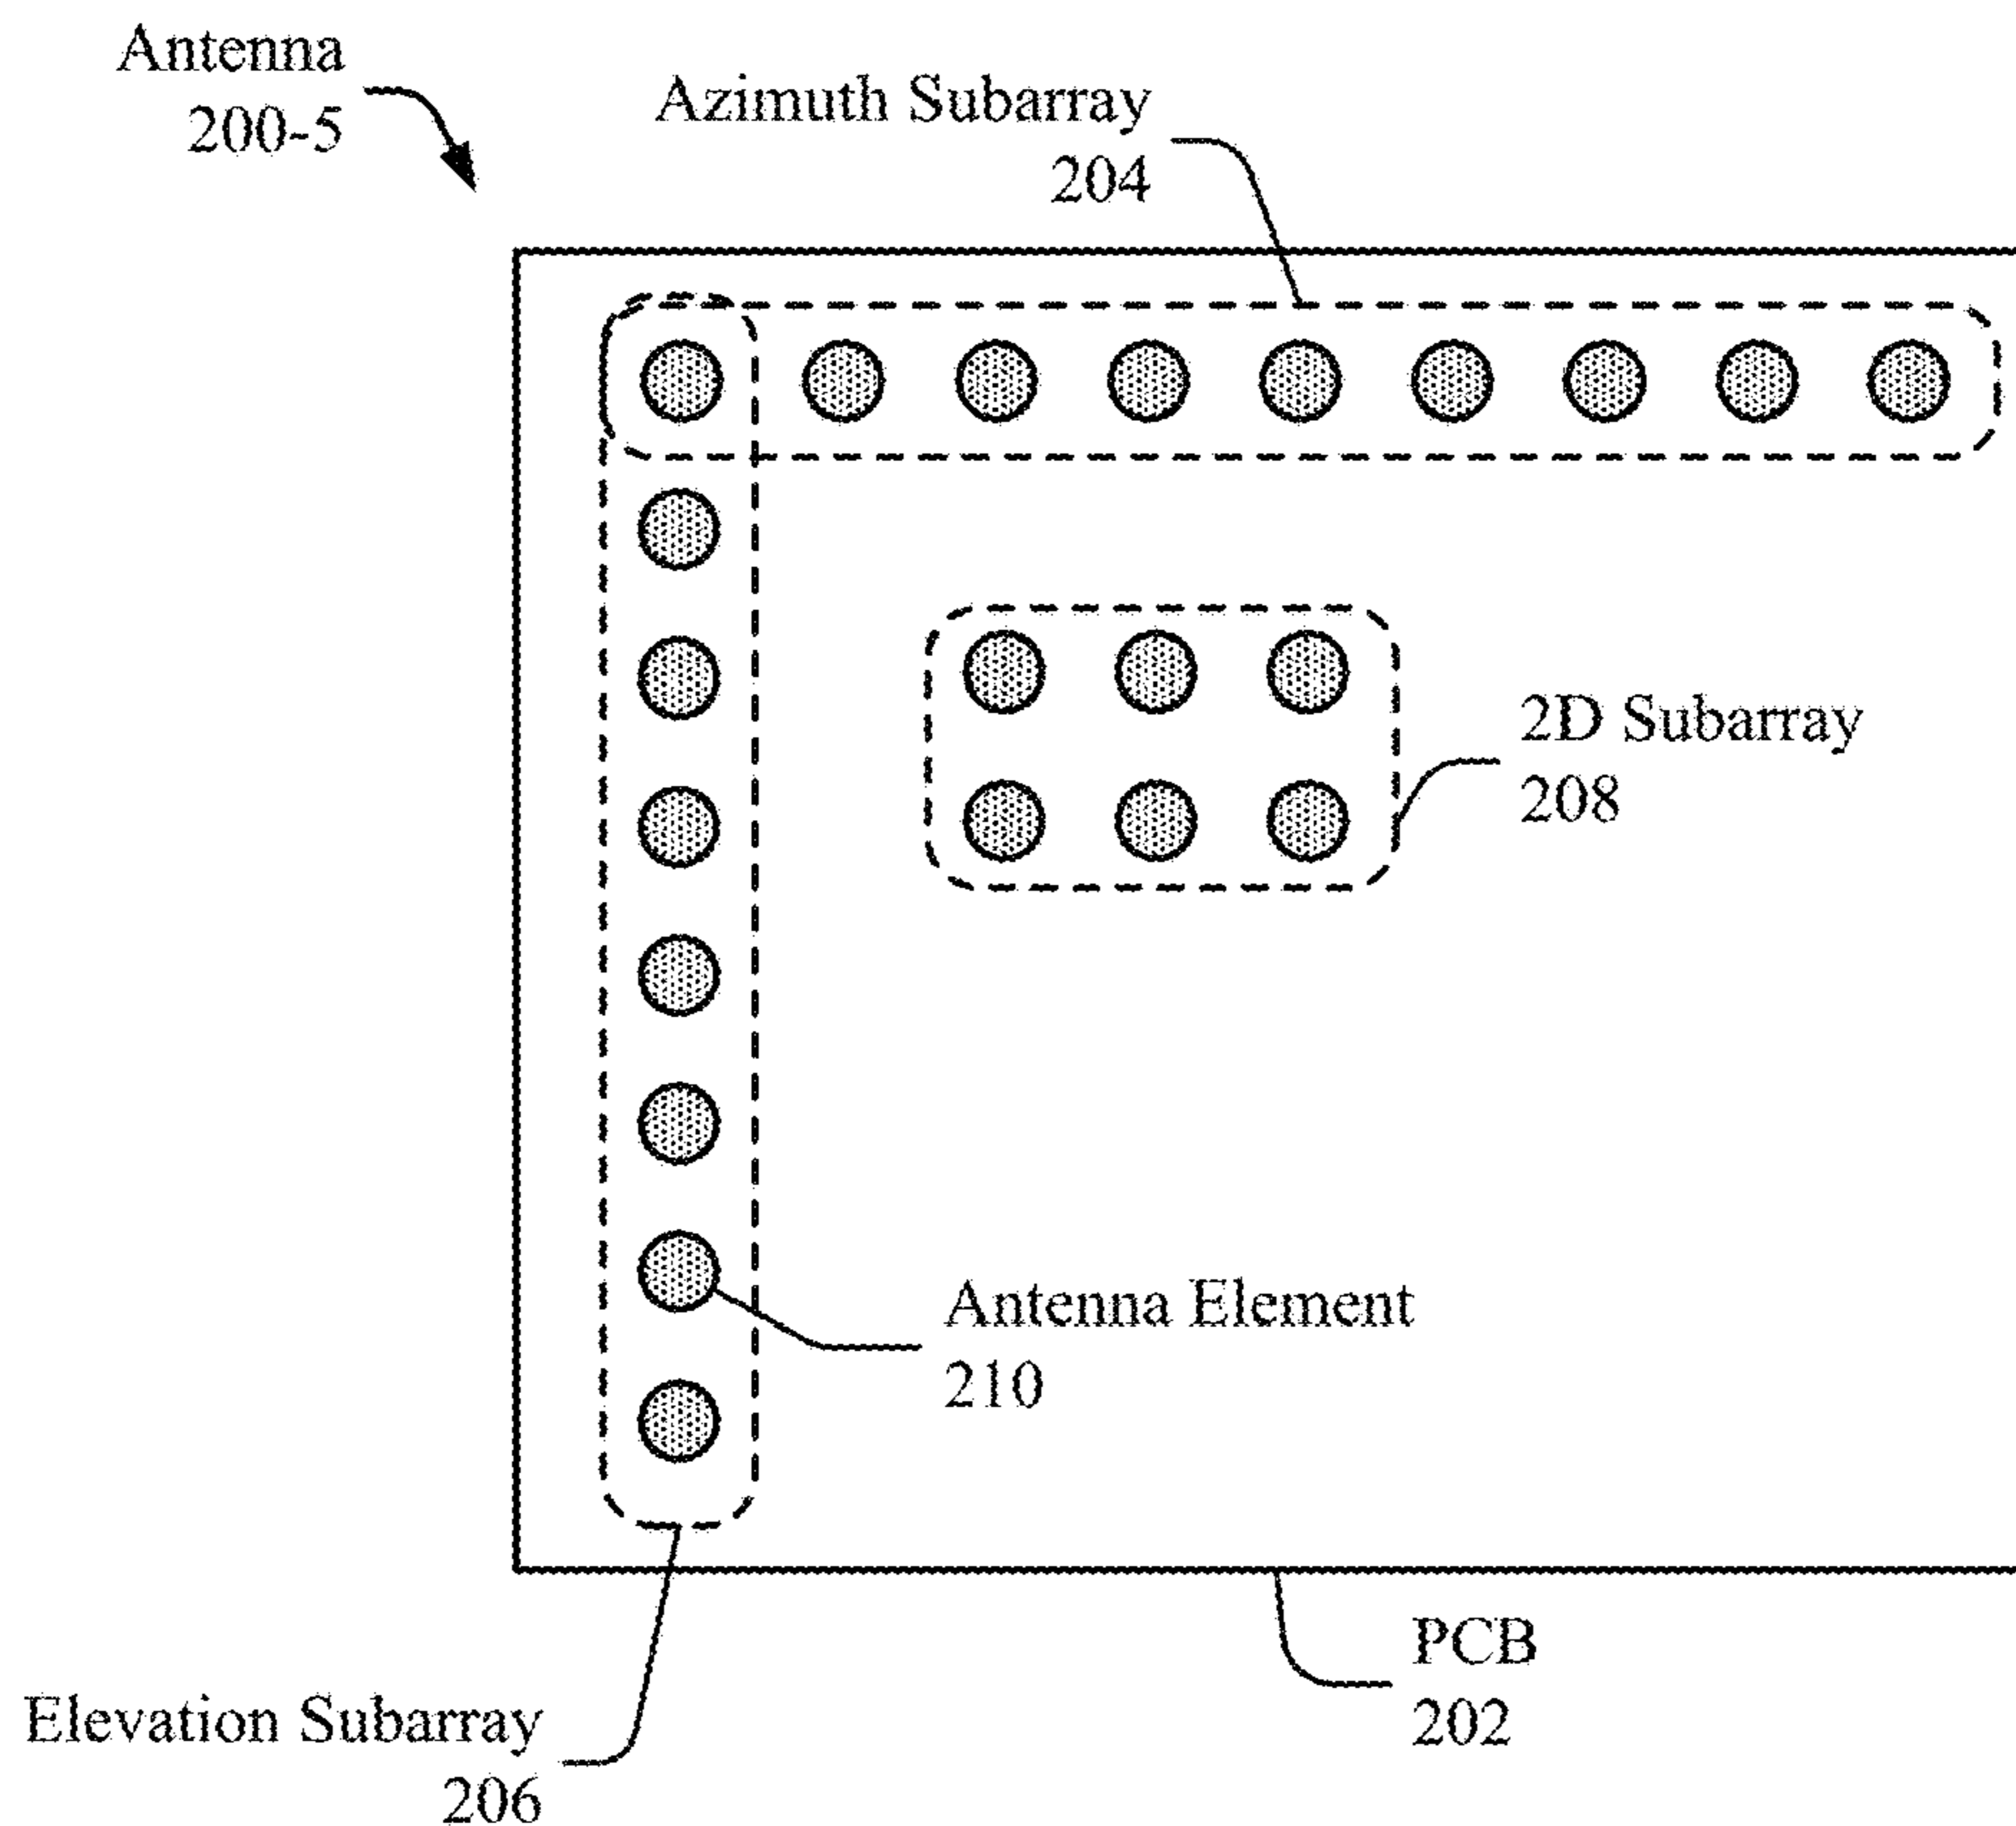 Antenna
200-5
Azimuth Subarray
204
2D Subarray
208
Antenna Element
210
PCB
202
Elevation Subarray
206